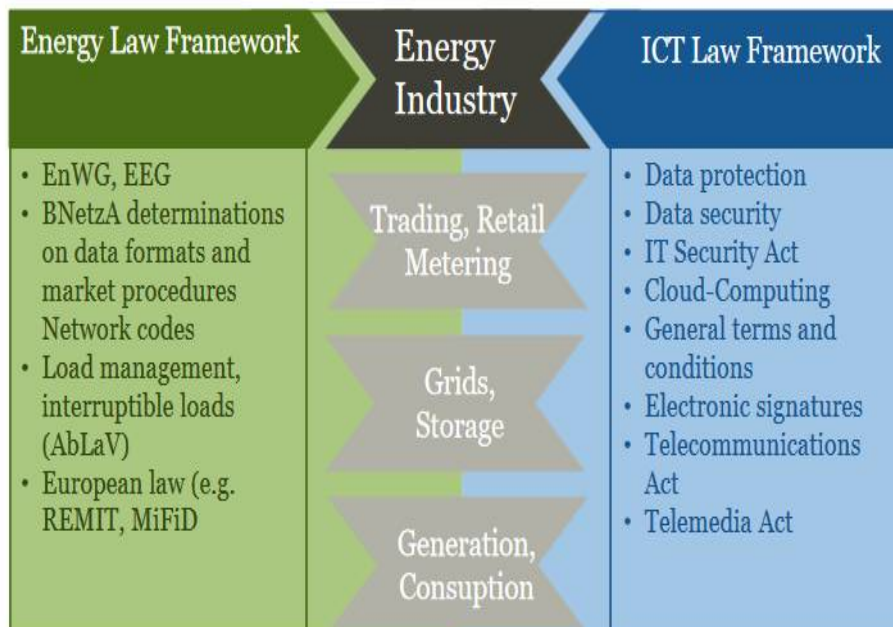 Energy Law Framework
Energy
Industry
ICT Law Framework
• EnWG, EEG
• BNetzA determinations
on data formats and
market procedures
Network codes
• Load management,
interruptible loads
(AbLaV)
• European law (e.g.
REMIT, MiFiD
Trading, Retail
Metering
Grids,
Storage
Generation,
Consuption
• Data protection
• Data security
• IT Security Act
• Cloud-Computing
• General terms and
conditions
• Electronic signatures
• Telecommunications
Act
• Telemedia Act